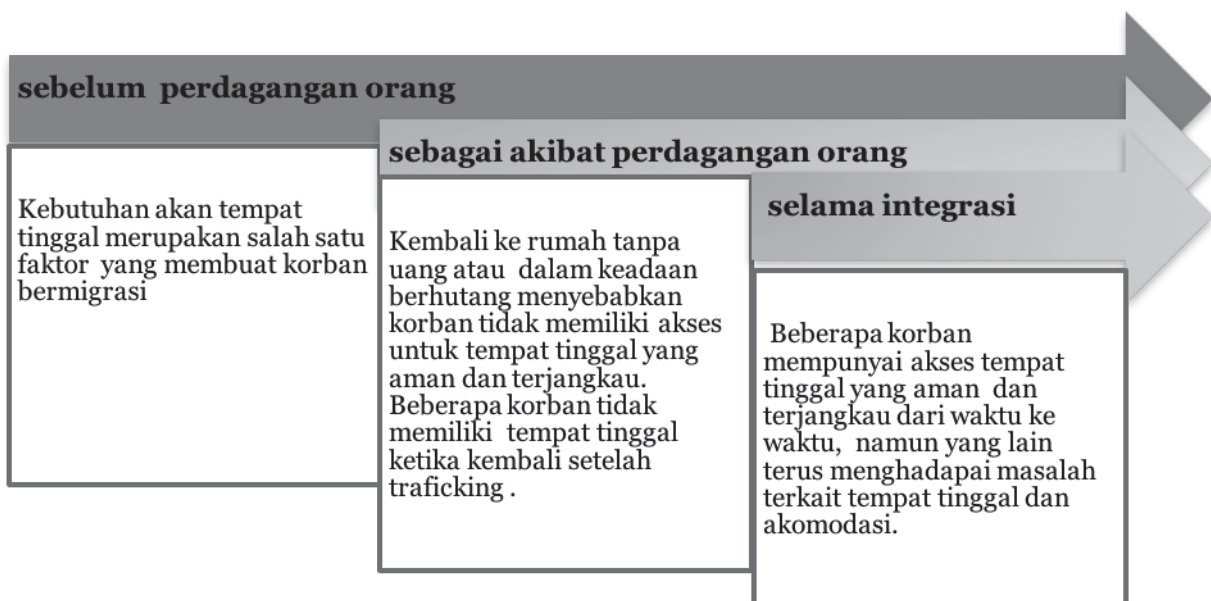 sebelum perdagangan orang
Kebutuhan akan tempat
tinggal merupakan salah satu
faktor yang membuat korban
bermigrasi
sebagai akibat perdagangan orang
Kembali ke rumah tanpa
uang atau dalam keadaan
berhutang menyebabkan
korban tidak memiliki akses
untuk tempat tinggal yang
aman dan terjangkau.
Beberapa korban tidak
memiliki tempat tinggal
ketika kembali setelah
traficking .
selama integrasi
Beberapa korban
mempunyai akses tempat
tinggal yang aman dan
terjangkau dari waktu ke
waktu, namun yang lain
terus menghadapai masalah
terkait tempat tinggal dan
akomodasi.